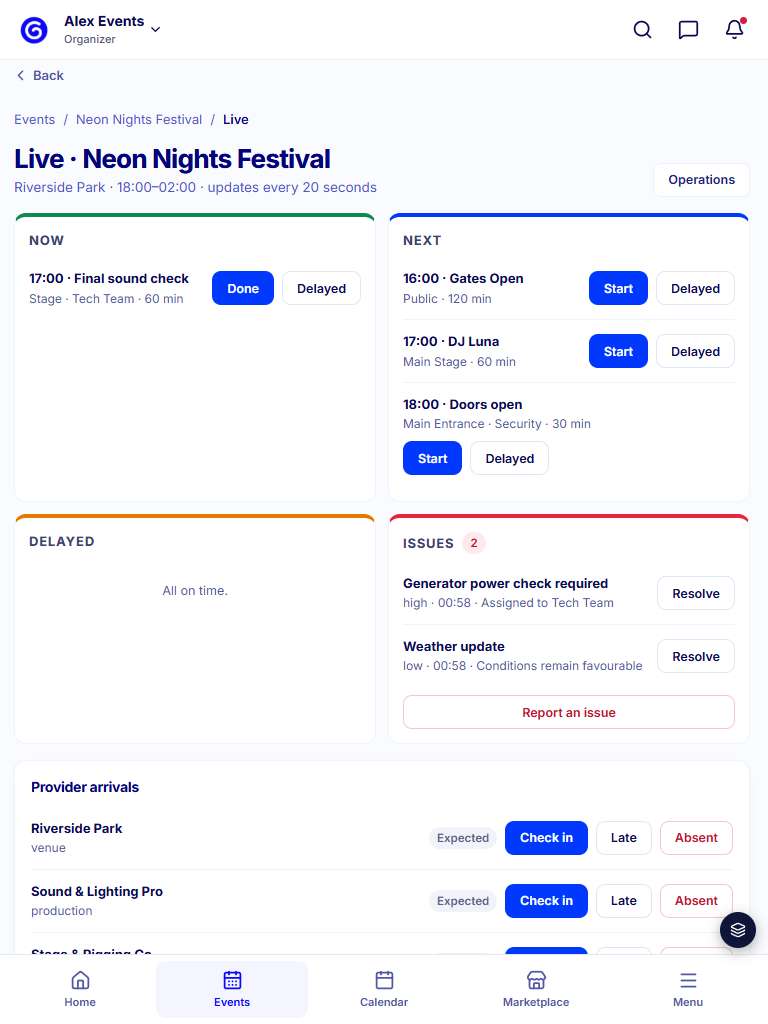 Alex Events
Organizer
Back
Events / Neon Nights Festival / Live
Live · Neon Nights Festival
Riverside Park · 18:00–02:00 · updates every 20 seconds
Operations
NOW
17:00 · Final sound check
Stage · Tech Team · 60 min
Done
Delayed
NEXT
16:00 · Gates Open
Public · 120 min
Start
Delayed
17:00 · DJ Luna
Main Stage · 60 min
Start
Delayed
18:00 · Doors open
Main Entrance · Security · 30 min
Start
Delayed
DELAYED
All on time.
ISSUES 2
Generator power check required
high · 00:58 · Assigned to Tech Team
Resolve
Weather update
low · 00:58 · Conditions remain favourable
Resolve
Report an issue
Provider arrivals
Riverside Park
venue
Expected
Check in
Late
Absent
Sound & Lighting Pro
production
Expected
Check in
Late
Absent
Stage & Rigging Co
Home
Events
Calendar
Marketplace
Menu